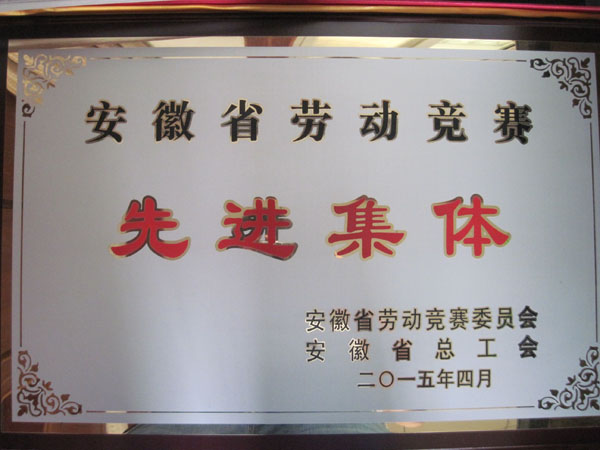 安徽省劳动竞赛
先进集体
安徽省劳动竞赛委员会
安徽省总工会
二〇一五年四月